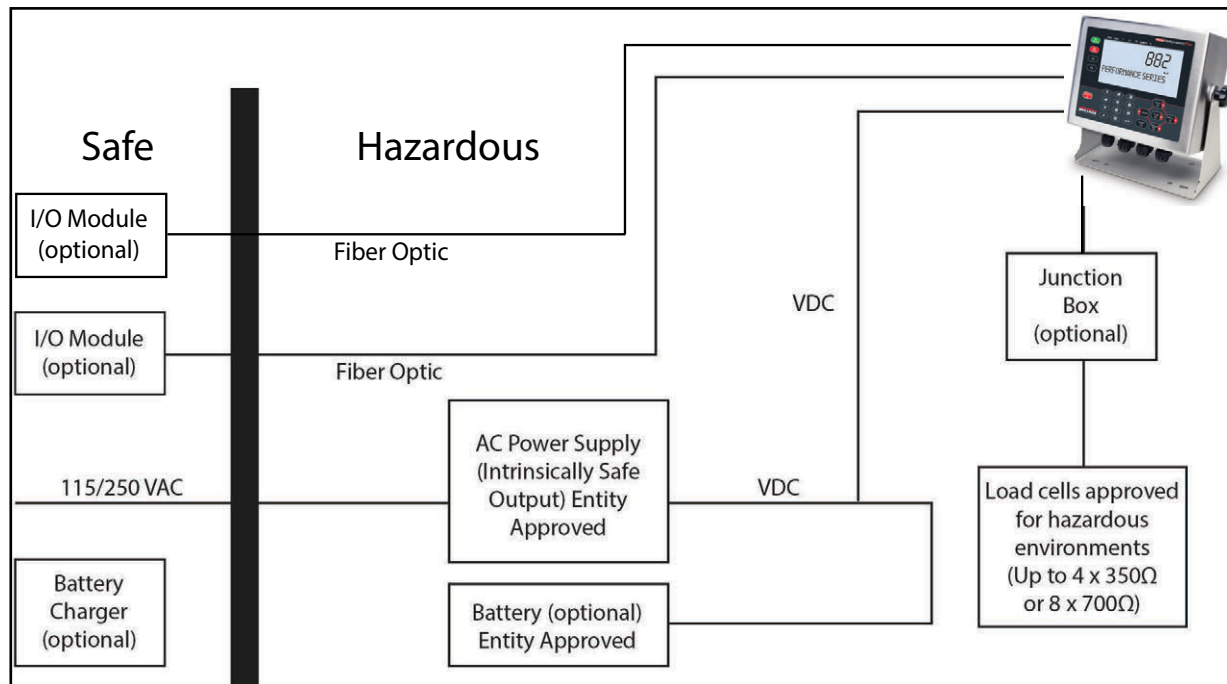 882
PERFORMANCE SERIES
Safe
Hazardous
I/O Module
(optional)
Fiber Optic
I/O Module
(optional)
Fiber Optic
VDC
Junction
Box
(optional)
115/250 VAC
AC Power Supply
(Intrinsically Safe
Output) Entity
Approved
VDC
Load cells approved
for hazardous
environments
(Up to 4 x 350Ω
or 8 x 700Ω)
Battery
Charger
(optional)
Battery (optional)
Entity Approved